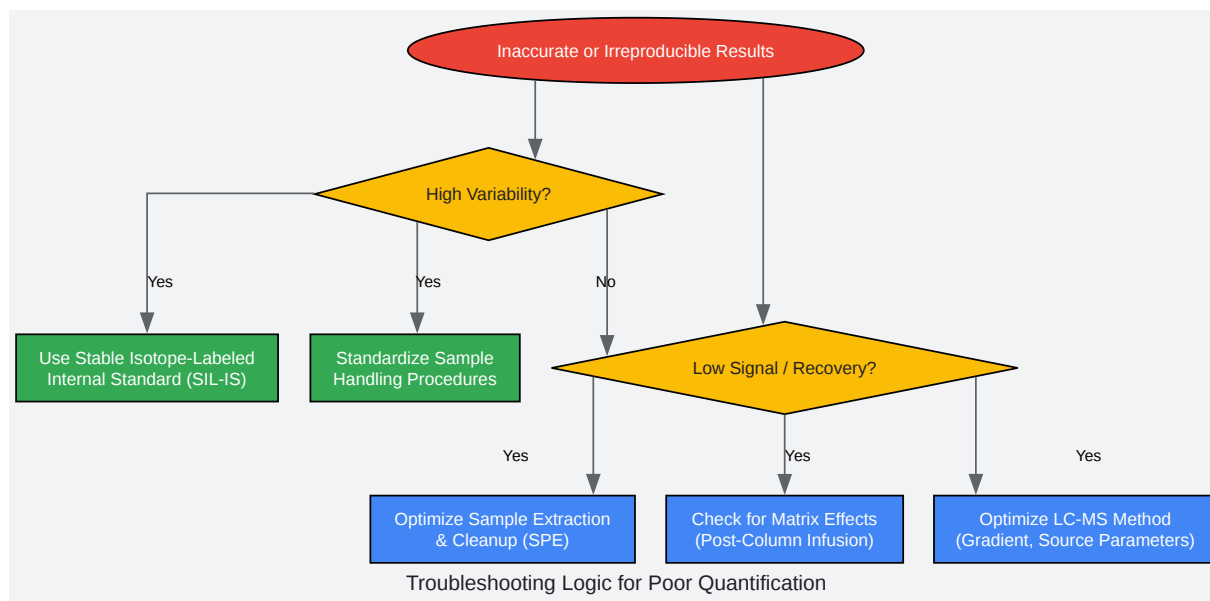 Inaccurate or Irreproducible Results
High Variability?
Yes
Yes
No
Use Stable Isotope-Labeled
Internal Standard (SIL-IS)
Standardize Sample
Handling Procedures
Low Signal / Recovery?
Yes
Yes
Yes
Optimize Sample Extraction
& Cleanup (SPE)
Check for Matrix Effects
(Post-Column Infusion)
Optimize LC-MS Method
(Gradient, Source Parameters)
Troubleshooting Logic for Poor Quantification